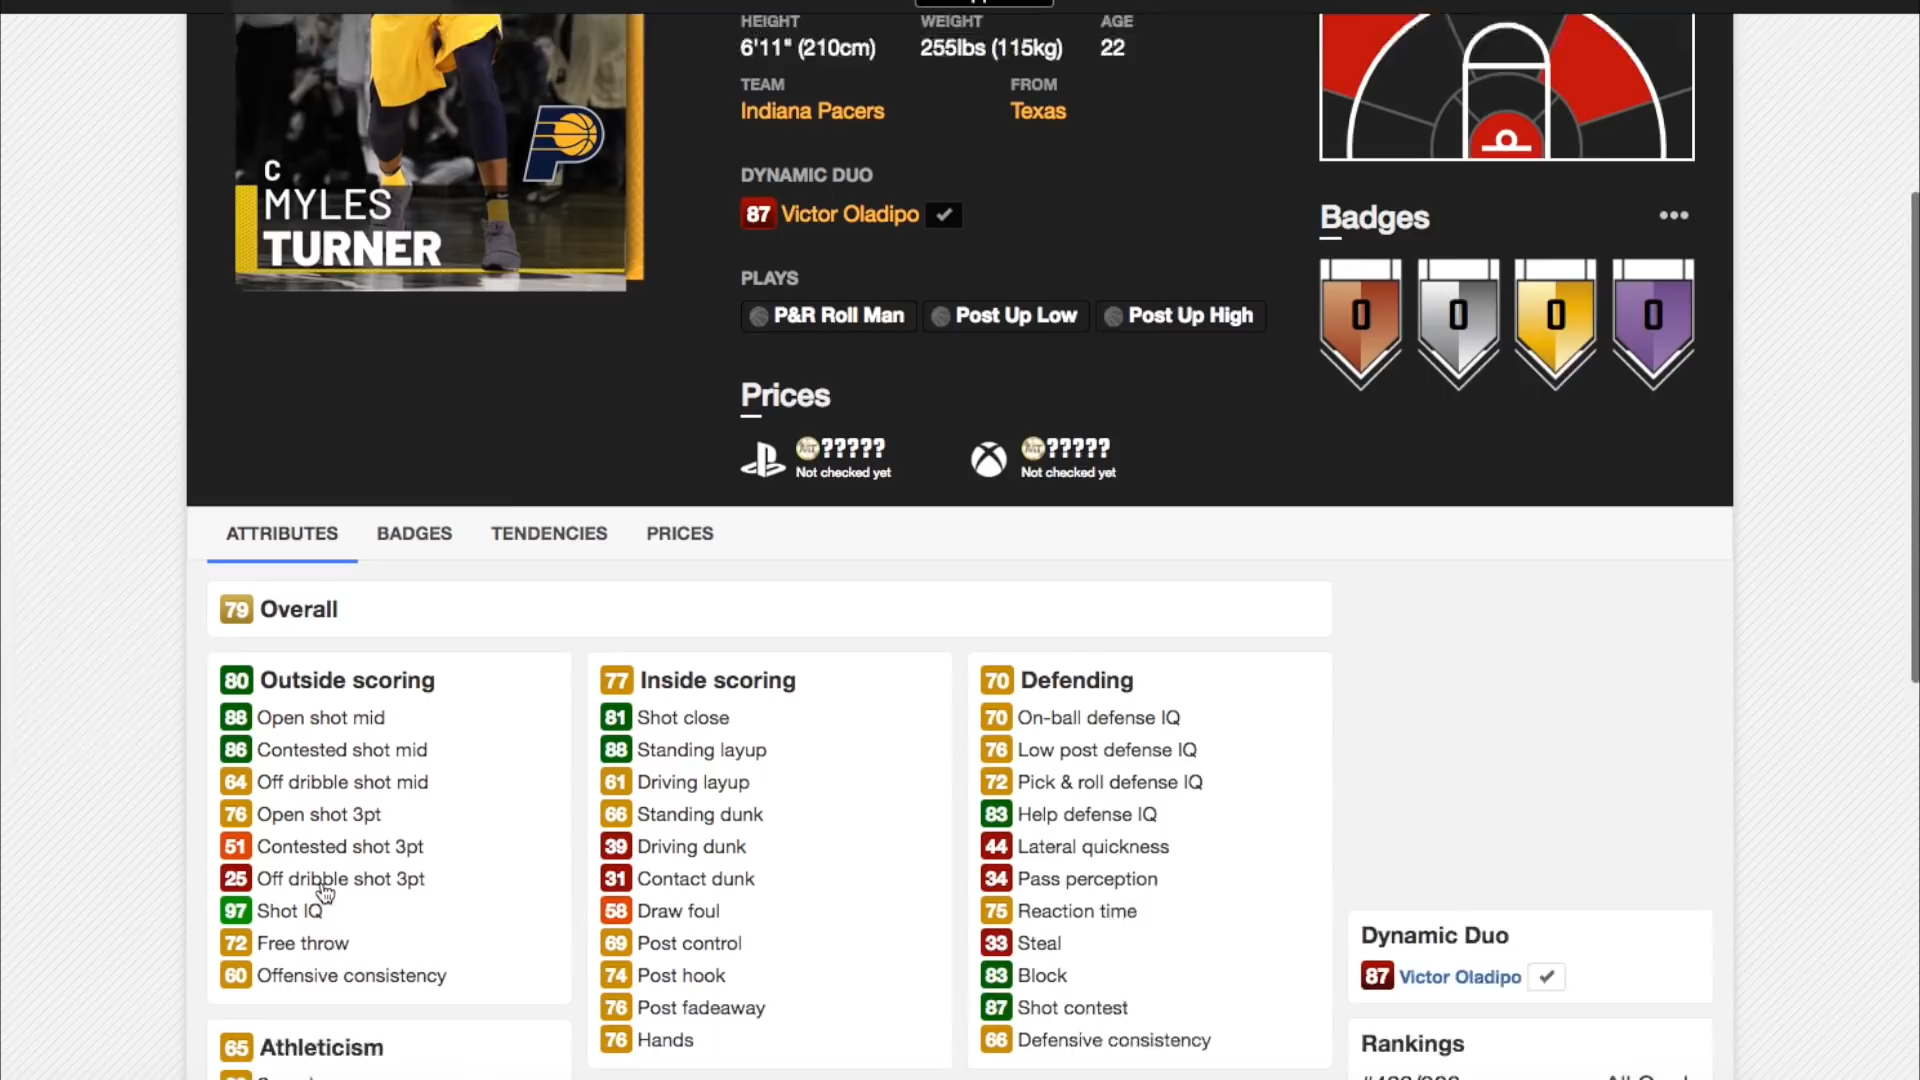 HEIGHT WEIGHT AGE
6'11" (210cm) 255lbs (115kg) 22
TEAM FROM
Indiana Pacers Texas
C
MYLES
TURNER
DYNAMIC DUO
87 Victor Oladipo
PLAYS
P&R Roll Man Post Up Low Post Up High
Badges
0 0 0 0
Prices
????? ?????
Not checked yet Not checked yet
ATTRIBUTES BADGES TENDENCIES PRICES
79 Overall
80 Outside scoring
88 Open shot mid
86 Contested shot mid
64 Off dribble shot mid
76 Open shot 3pt
51 Contested shot 3pt
25 Off dribble shot 3pt
97 Shot IQ
72 Free throw
60 Offensive consistency
65 Athleticism
77 Inside scoring
81 Shot close
88 Standing layup
61 Driving layup
66 Standing dunk
39 Driving dunk
31 Contact dunk
58 Draw foul
69 Post control
74 Post hook
76 Post fadeaway
76 Hands
70 Defending
70 On-ball defense IQ
76 Low post defense IQ
72 Pick & roll defense IQ
83 Help defense IQ
44 Lateral quickness
34 Pass perception
75 Reaction time
33 Steal
83 Block
87 Shot contest
66 Defensive consistency
Dynamic Duo
87 Victor Oladipo
Rankings